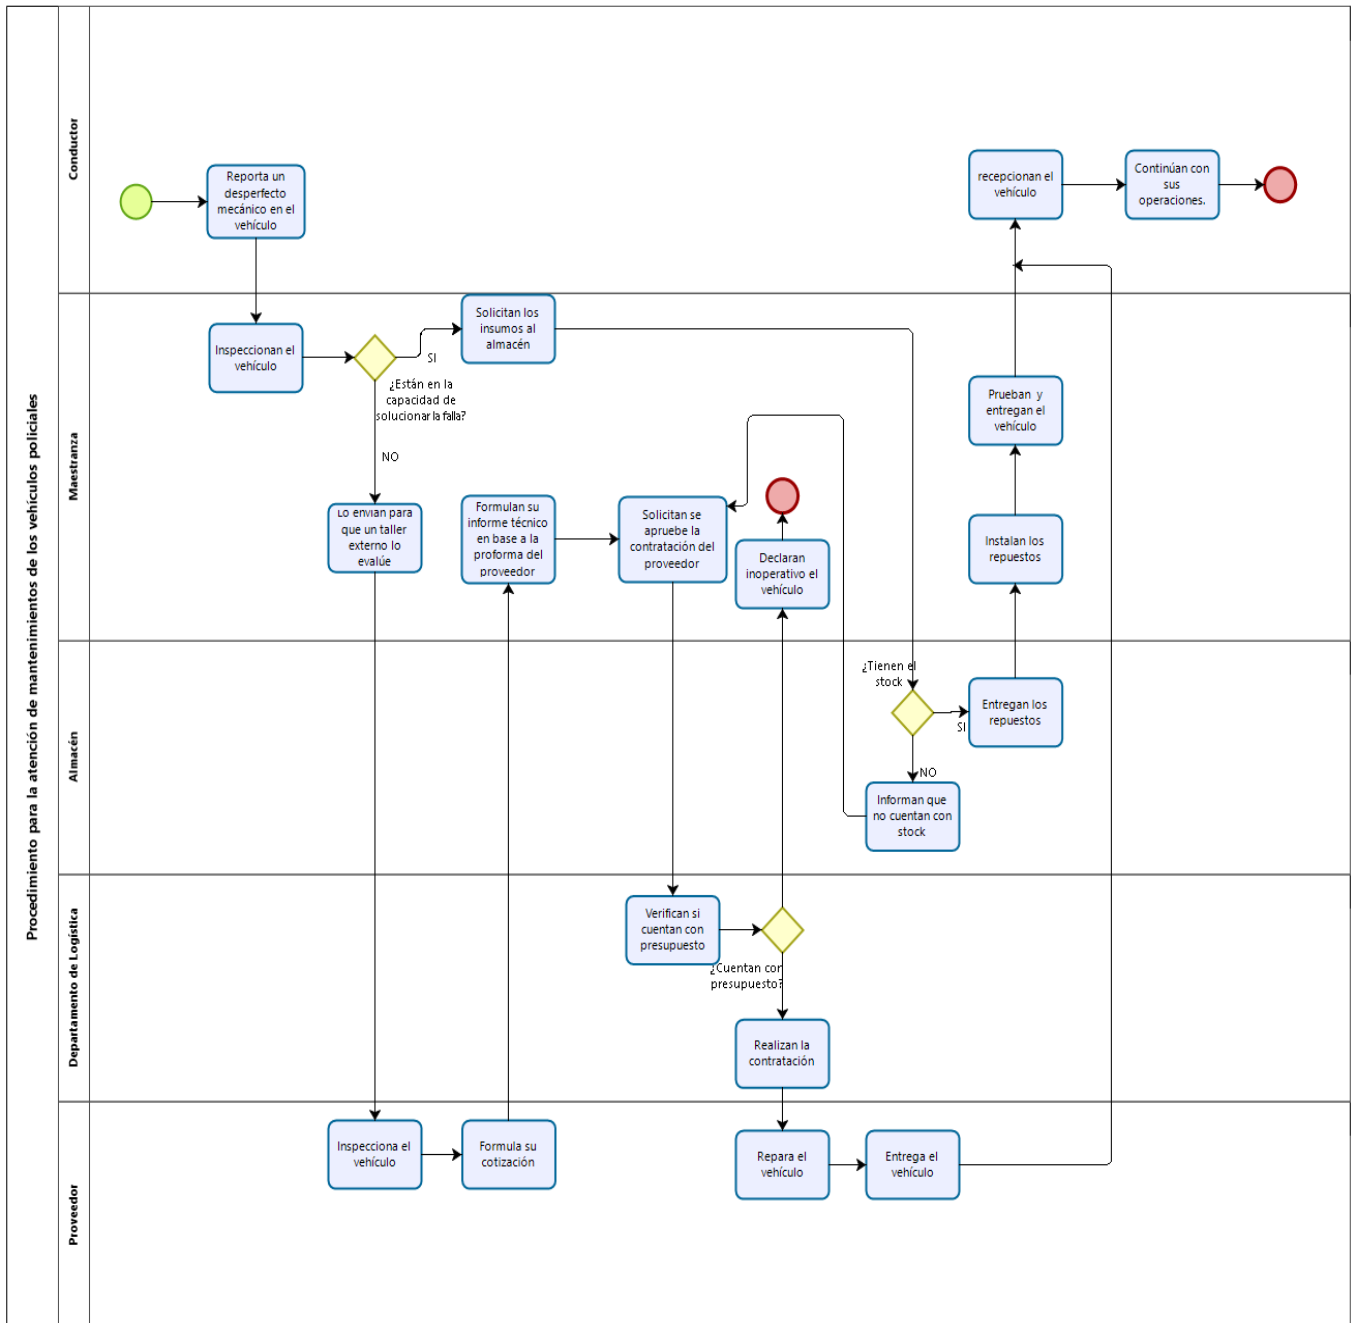 Procedimiento para la atención de mantenimientos de los vehículos policiales
Conductor
Reporta un
desperfecto
mecánico en el
vehículo
recepcionan el
vehículo
Continúan con
sus
operaciones.
Maestranza
Inspeccionan el
vehículo
¿Están en la
capacidad de
solucionar la falla?
SI
NO
Solicitan los
insumos al
almacén
Lo envían para
que un taller
externo lo
evalúe
Formulan su
informe técnico
en base a la
proforma del
proveedor
Solicitan se
apruebe la
contratación del
proveedor
Declaran
inoperativo el
vehículo
Prueban y
entregan el
vehículo
Instalan los
repuestos
Almacén
¿Tienen el
stock
SI
NO
Entregan los
repuestos
Informan que
no cuentan con
stock
Departamento de Logística
Verifican si
cuentan con
presupuesto
¿Cuentan con
presupuesto?
Realizan la
contratación
Proveedor
Inspecciona el
vehículo
Formula su
cotización
Repara el
vehículo
Entrega el
vehículo